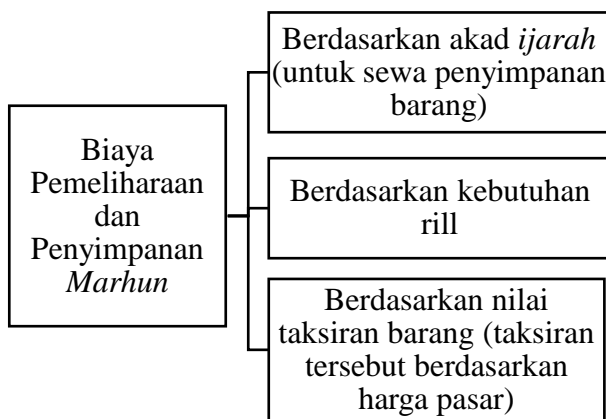 Biaya
Pemeliharaan
dan
Penyimpanan
Marhun
Berdasarkan akad ijarah
(untuk sewa penyimpanan
barang)
Berdasarkan kebutuhan
rill
Berdasarkan nilai
taksiran barang (taksiran
tersebut berdasarkan
harga pasar)